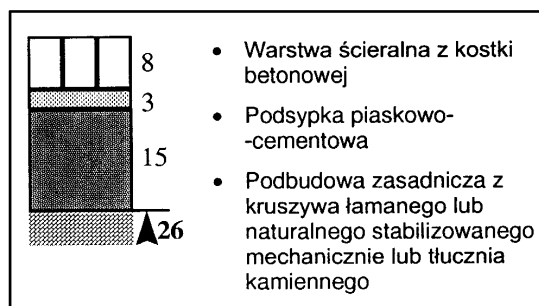 8
3
15
26
• Warstwa ścieralna z kostki
betonowej
• Podsypka piaskowo-
-cementowa
• Podbudowa zasadnicza z
kruszywa łamanego lub
naturalnego stabilizowanego
mechanicznie lub tłucznia
kamiennego